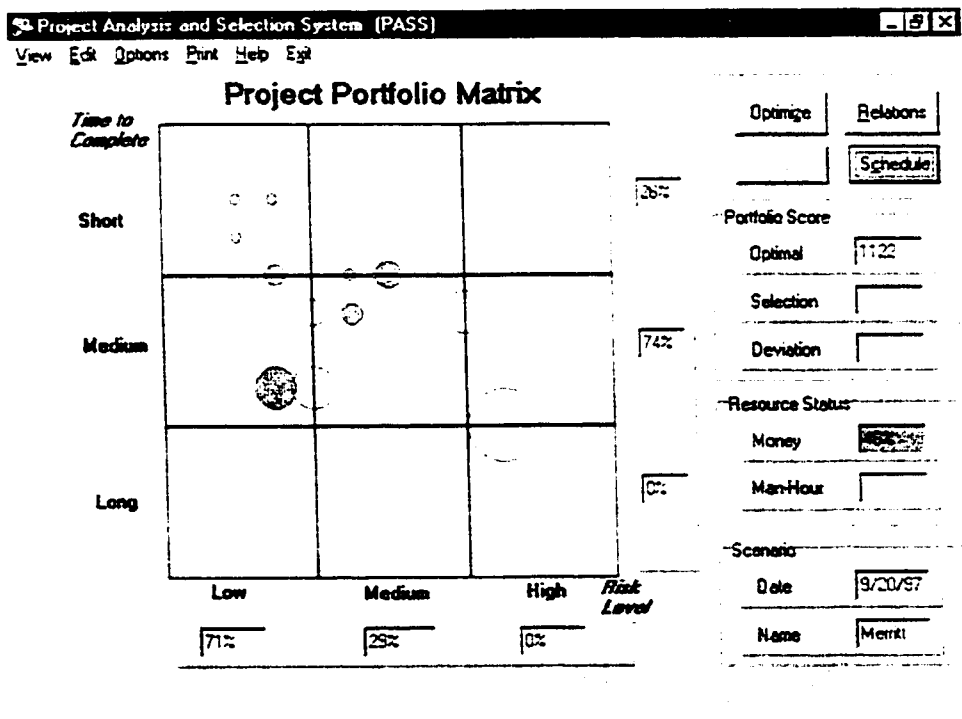 Project Analysis and Selection System (PASS)
View Edit Options Print Help Exit
Project Portfolio Matrix
Time to
Complete
Short
Medium
Long
Low
Medium
High
Risk
Level
26%
74%
0%
71%
29%
0%
Optimize
Relations
Schedule
Portfolio Score
Optimal
1122
Selection
Deviation
Resource Status
Money
Man-Hour
Scenario
Date
9/20/97
Name
Merritt